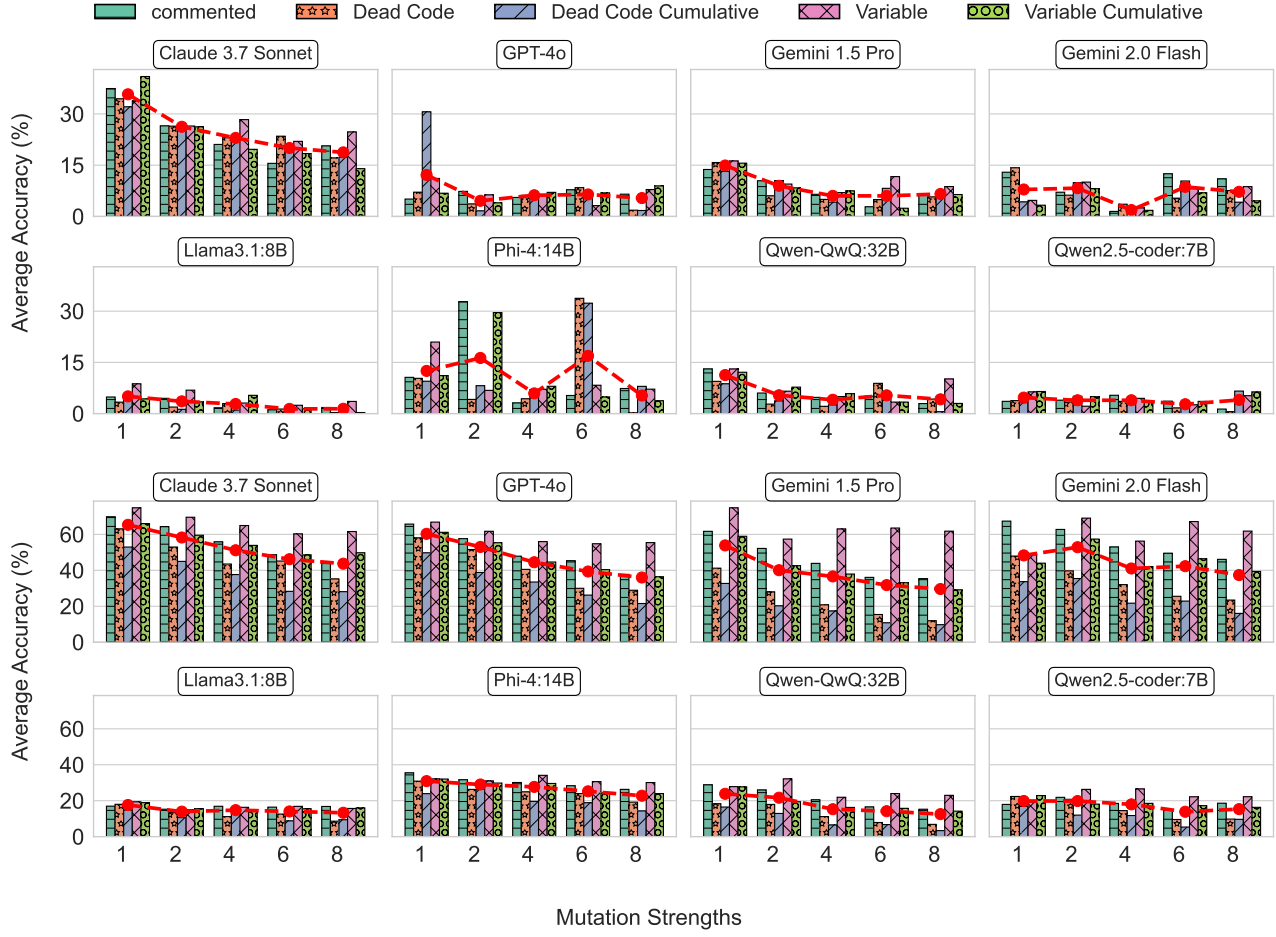 commented Dead Code Dead Code Cumulative Variable Variable Cumulative
Claude 3.7 Sonnet GPT-4o Gemini 1.5 Pro Gemini 2.0 Flash
30
15
0
Average Accuracy (%)
Llama3.1:8B Phi-4:14B Qwen-QwQ:32B Qwen2.5-coder:7B
30
15
0
1 2 4 6 8 1 2 4 6 8 1 2 4 6 8 1 2 4 6 8
Claude 3.7 Sonnet GPT-4o Gemini 1.5 Pro Gemini 2.0 Flash
60
40
20
0
Average Accuracy (%)
Llama3.1:8B Phi-4:14B Qwen-QwQ:32B Qwen2.5-coder:7B
60
40
20
0
1 2 4 6 8 1 2 4 6 8 1 2 4 6 8 1 2 4 6 8
Mutation Strengths